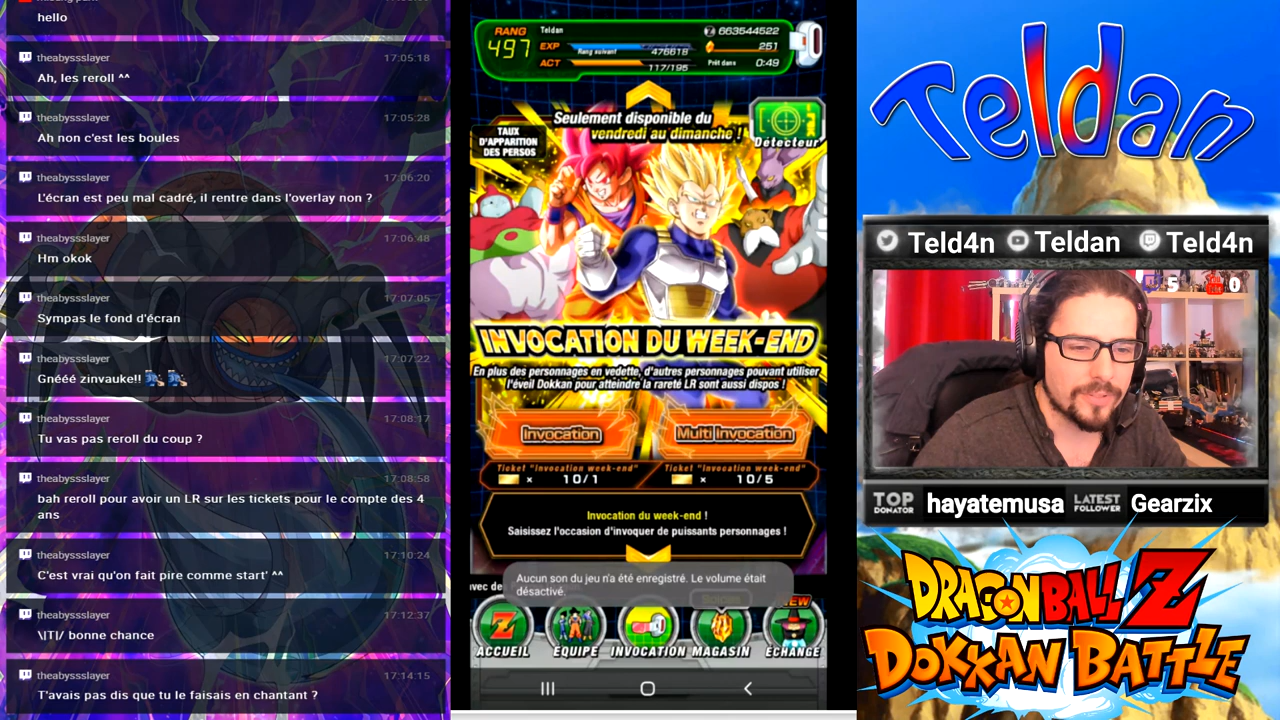 hello
theabyssslayer 17:05:18
Ah, les reroll ^^
theabyssslayer 17:05:28
Ah non c'est les boules
theabyssslayer 17:06:20
L'écran est peu mal cadré, il rentre dans l'overlay non ?
theabyssslayer 17:06:48
Hm okok
theabyssslayer 17:07:05
Sympas le fond d'écran
theabyssslayer 17:07:22
Gnééé zinvauke!!
theabyssslayer 17:08:17
Tu vas pas reroll du coup ?
theabyssslayer 17:08:58
bah reroll pour avoir un LR sur les tickets pour le compte des 4
ans
theabyssslayer 17:10:24
C'est vrai qu'on fait pire comme start' ^^
theabyssslayer 17:12:37
\|T|/ bonne chance
theabyssslayer 17:14:15
T'avais pas dis que tu le faisais en chantant ?
RANG
497
Teldan
663544522
EXP
Rang suivant
476618
251
ACT
117/195
Prêt dans
0:49
Seulement disponible du
vendredi au dimanche !
TAUX
D'APPARITION
DES PERSOS
Détecteur
INVOCATION DU WEEK-END
En plus des personnages en vedette, d'autres personnages pouvant utiliser
l'éveil Dokkan pour atteindre la rareté LR sont aussi dispos !
Invocation
Multi Invocation
Ticket "Invocation week-end"
× 10/1
Ticket "Invocation week-end"
× 10/5
Invocation du week-end !
Saisissez l'occasion d'invoquer de puissants personnages !
avec de
Aucun son du jeu n'a été enregistré. Le volume était
désactivé.
NEW
ACCUEIL
ÉQUIPE
INVOCATION
MAGASIN
ÉCHANGE
Teldan
Teld4n
Teldan
Teld4n
5
0
TOP
DONATOR
hayatemusa
LATEST
FOLLOWER
Gearzix
DRAGONBALL Z
DOKKAN BATTLE